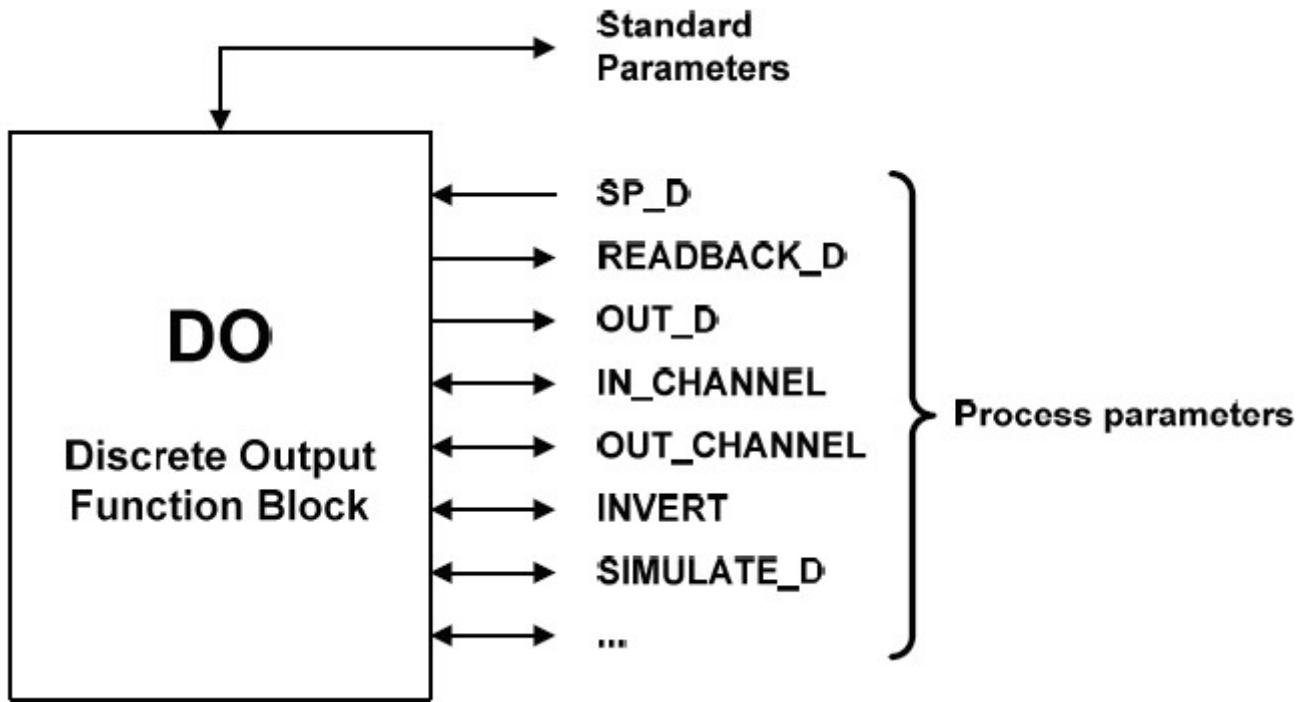 Standard
Parameters
DO
Discrete Output
Function Block
SP_D
READBACK_D
OUT_D
IN_CHANNEL
OUT_CHANNEL
INVERT
SIMULATE_D
...
Process parameters